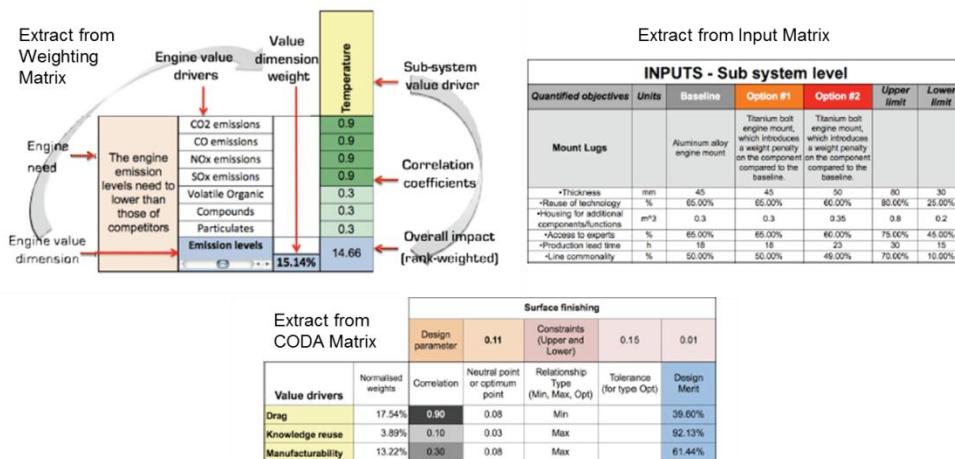 Extract from
Weighting
Matrix
Engine value
drivers
Value
dimension
weight
Temperature
Sub-system
value driver
Engine
need
The engine
emission
levels need to
lower than
those of
competitors
CO2 emissions 0.9
CO emissions 0.9
NOx emissions 0.9
SOx emissions 0.9
Volatile Organic 0.3
Compounds 0.3
Particulates 0.3
Correlation
coefficients
Engine value
dimension
Emission levels 15.14% 14.66
Overall impact
(rank-weighted)
Extract from Input Matrix
INPUTS - Sub system level
Quantified objectives Units Baseline Option #1 Option #2 Upper limit Lower limit
Mount Lugs
Aluminum alloy
engine mount
Titanium bolt
engine mount,
which introduces
a weight penalty
on the component
compared to the
baseline.
Titanium bolt
engine mount,
which introduces
a weight penalty
on the component
compared to the
baseline.
•Thickness mm 45 45 50 80 30
•Reuse of technology % 65.00% 65.00% 60.00% 80.00% 25.00%
•Housing for additional
components/functions m^3 0.3 0.3 0.35 0.8 0.2
•Access to experts % 65.00% 65.00% 60.00% 75.00% 45.00%
•Production lead time h 18 18 23 30 15
•Line commonality % 50.00% 50.00% 49.00% 70.00% 10.00%
Extract from
CODA Matrix
Surface finishing
Design
parameter
0.11
Constraints
(Upper and
Lower)
0.15
0.01
Value drivers
Normalised
weights
Correlation
Neutral point
or optimum
point
Relationship
Type
(Min, Max, Opt)
Tolerance
(for type Opt)
Design
Merit
Drag 17.54% 0.90 0.08 Min 39.60%
Knowledge reuse 3.89% 0.10 0.03 Max 92.13%
Manufacturability 13.22% 0.30 0.08 Max 61.44%